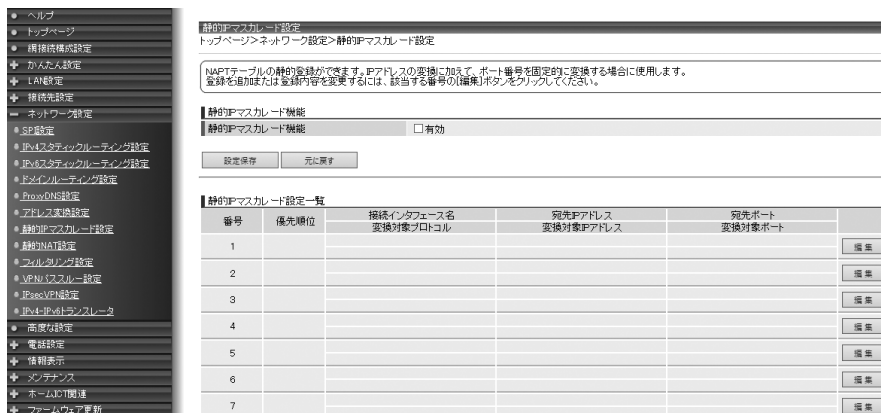 ヘルプ
トップページ
網接続構成設定
かんたん設定
LAN設定
接続先設定
ネットワーク設定
SPI設定
IPv4スタティックルーティング設定
IPv6スタティックルーティング設定
ドメインルーティング設定
ProxyDNS設定
アドレス変換設定
静的IPマスカレード設定
静的NAT設定
フィルタリング設定
VPNパススルー設定
IPsecVPN設定
IPv4-IPv6トランスレータ
高度な設定
電話設定
情報表示
メンテナンス
ホームICT関連
ファームウェア更新
静的IPマスカレード設定
トップページ>ネットワーク設定>静的IPマスカレード設定
NAPTテーブルの静的登録ができます。IPアドレスの変換に加えて、ポート番号を固定的に変換する場合に使用します。
登録を追加または登録内容を変更するには、該当する番号の[編集]ボタンをクリックしてください。
静的IPマスカレード機能
静的IPマスカレード機能 有効
設定保存 元に戻す
静的IPマスカレード設定一覧
番号 優先順位 接続インタフェース名 宛先IPアドレス 宛先ポート
変換対象プロトコル 変換対象IPアドレス 変換対象ポート
1 編集
2 編集
3 編集
4 編集
5 編集
6 編集
7 編集